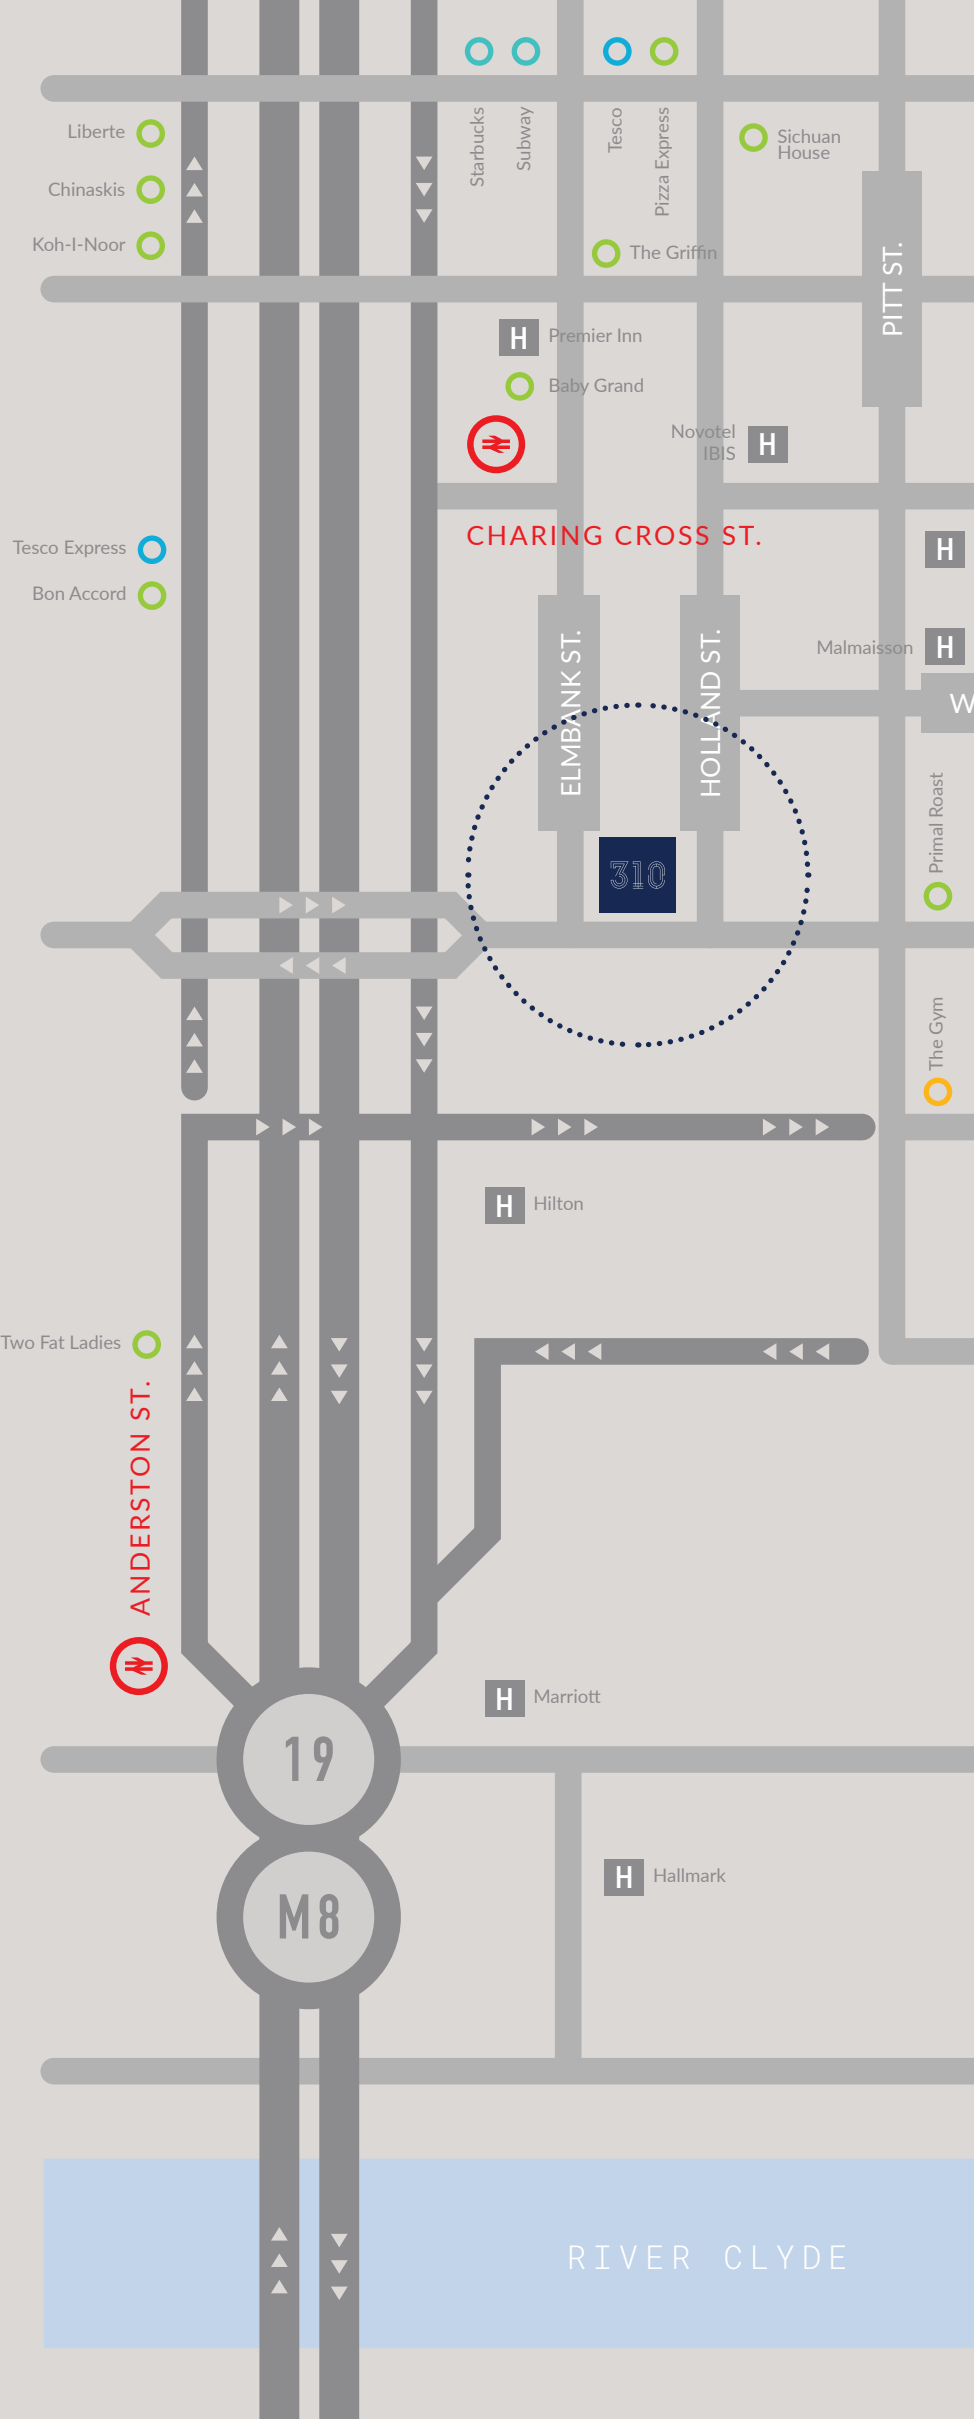 Starbucks
Subway
Tesco
Pizza Express
Liberte
Sichuan
House
Chinaskis
Koh-I-Noor
The Griffin
PITT ST.
H
Premier Inn
Baby Grand
Novotel
IBIS
H
CHARING CROSS ST.
Tesco Express
H
Bon Accord
Malmaisson
H
ELMBANK ST.
HOLLAND ST.
W
Primal Roast
310
The Gym
H
Hilton
Two Fat Ladies
ANDERSTON ST.
H
Marriott
19
H
Hallmark
M8
RIVER CLYDE